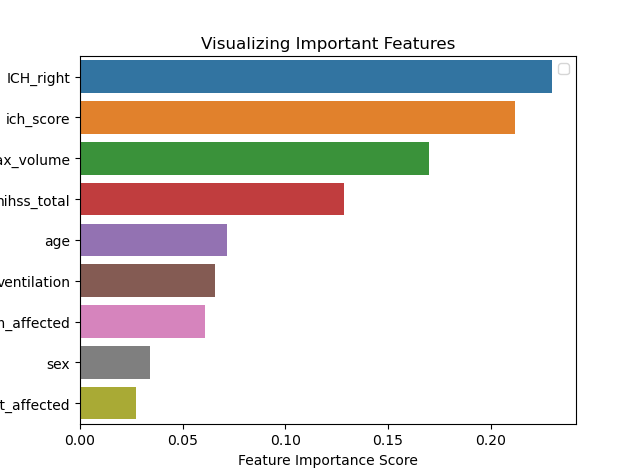 Visualizing Important Features
ICH_right
ich_score
ax_volume
nihss_total
age
ventilation
n_affected
sex
t_affected
0.00 0.05 0.10 0.15 0.20
Feature Importance Score